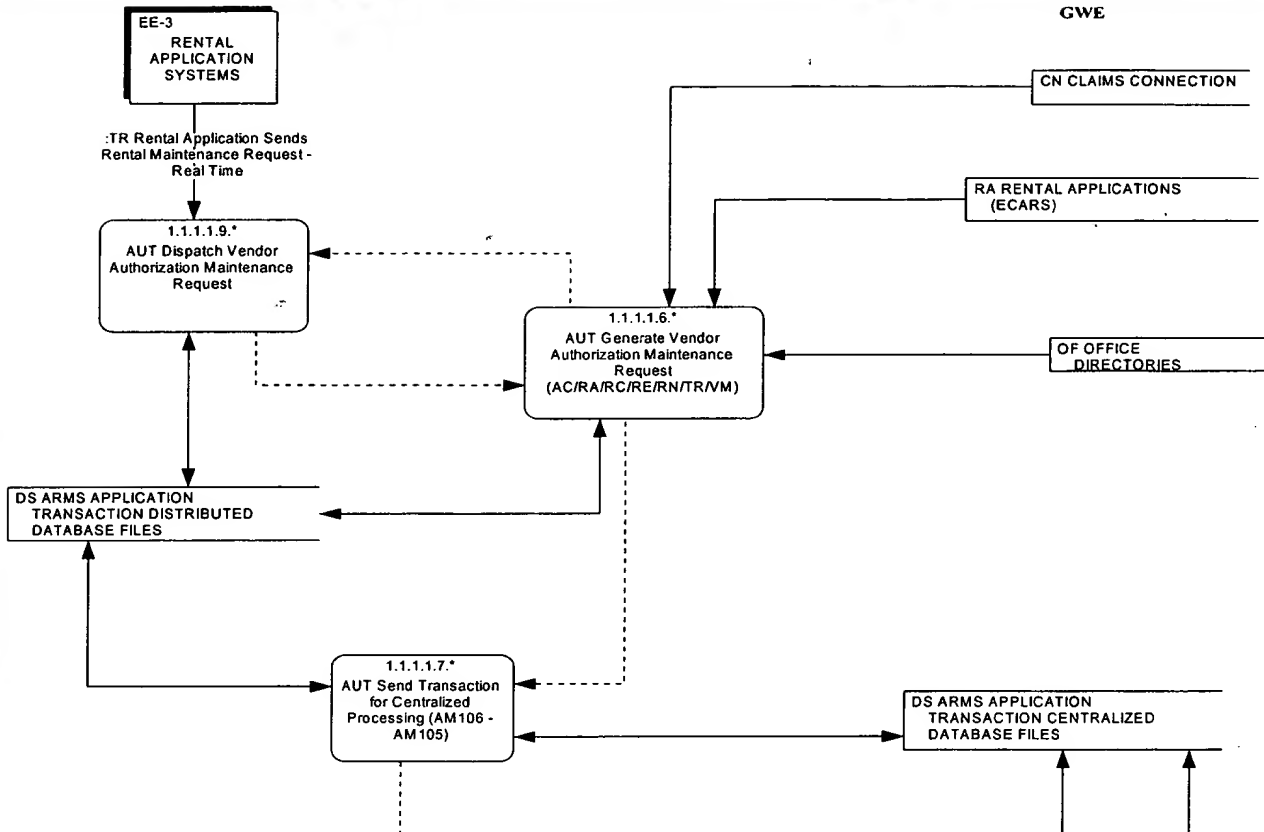 GWE
EE-3
RENTAL
APPLICATION
SYSTEMS
CN CLAIMS CONNECTION
:TR Rental Application Sends
Rental Maintenance Request -
Real Time
RA RENTAL APPLICATIONS
(ECARS)
1.1.1.1.9.*
AUT Dispatch Vendor
Authorization Maintenance
Request
1.1.1.1.6.*
AUT Generate Vendor
Authorization Maintenance
Request
(AC/RA/RC/RE/RN/TR/VM)
OF OFFICE
DIRECTORIES
DS ARMS APPLICATION
TRANSACTION DISTRIBUTED
DATABASE FILES
1.1.1.1.7.*
AUT Send Transaction
for Centralized
Processing (AM106 -
AM105)
DS ARMS APPLICATION
TRANSACTION CENTRALIZED
DATABASE FILES